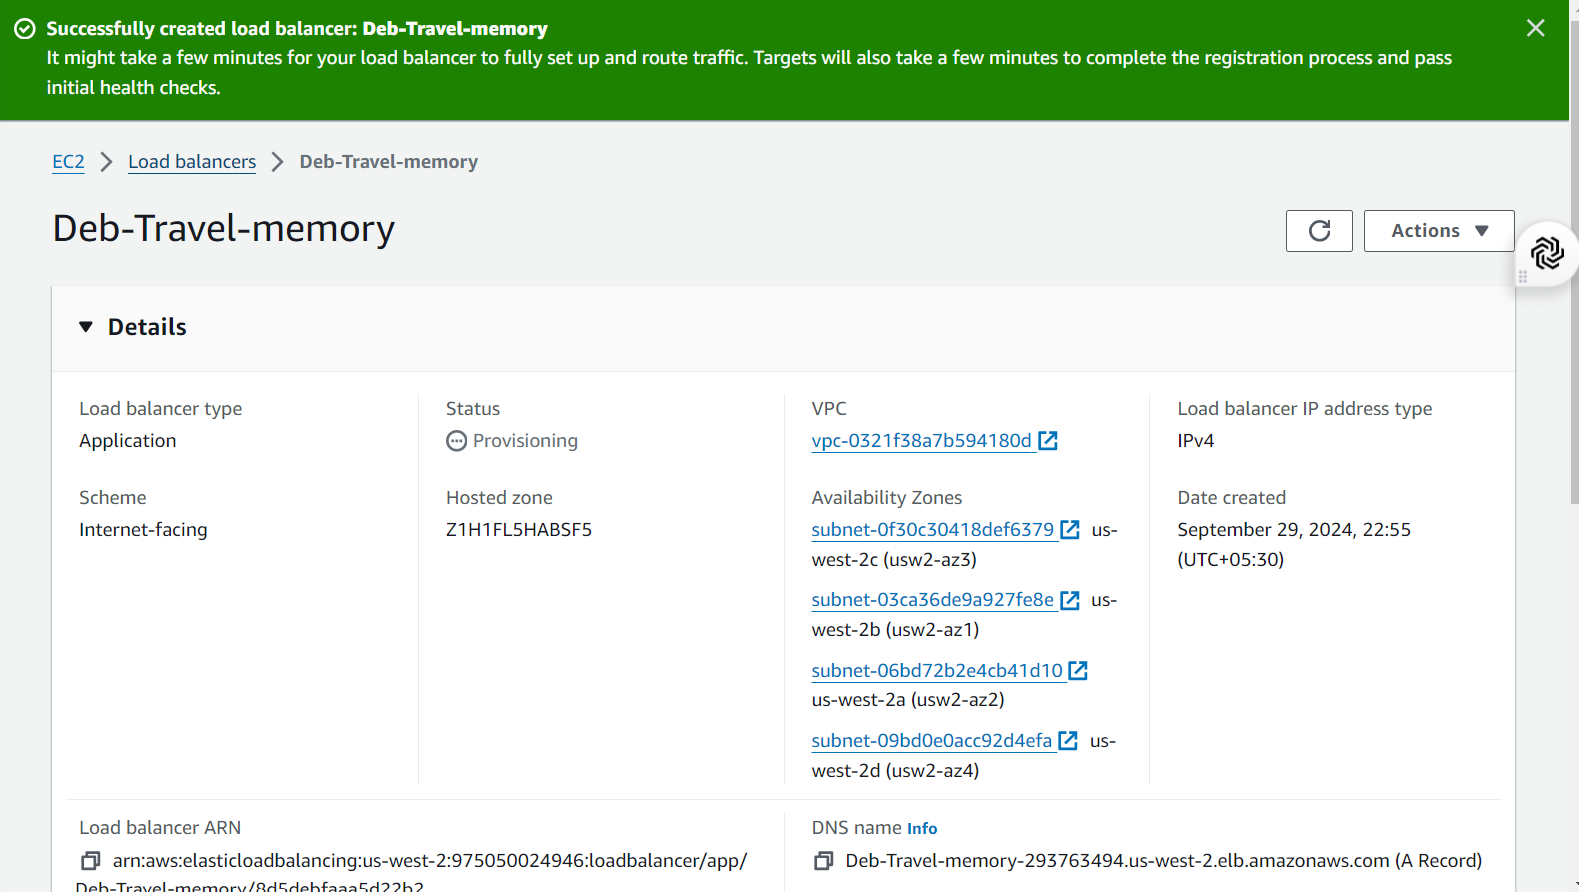 Successfully created load balancer: Deb-Travel-memory
It might take a few minutes for your load balancer to fully set up and route traffic. Targets will also take a few minutes to complete the registration process and pass
initial health checks.
EC2 > Load balancers > Deb-Travel-memory
Deb-Travel-memory
Actions
Details
Load balancer type
Application
Status
Provisioning
VPC
vpc-0321f38a7b594180d
Load balancer IP address type
IPv4
Scheme
Internet-facing
Hosted zone
Z1H1FL5HABSF5
Availability Zones
subnet-0f30c30418def6379 us-
west-2c (usw2-az3)
subnet-03ca36de9a927fe8e us-
west-2b (usw2-az1)
subnet-06bd72b2e4cb41d10
us-west-2a (usw2-az2)
subnet-09bd0e0acc92d4efa us-
west-2d (usw2-az4)
Date created
September 29, 2024, 22:55
(UTC+05:30)
Load balancer ARN
arn:aws:elasticloadbalancing:us-west-2:975050024946:loadbalancer/app/
Deb-Travel-memory/8d5debfaaa5d22b2
DNS name Info
Deb-Travel-memory-293763494.us-west-2.elb.amazonaws.com (A Record)